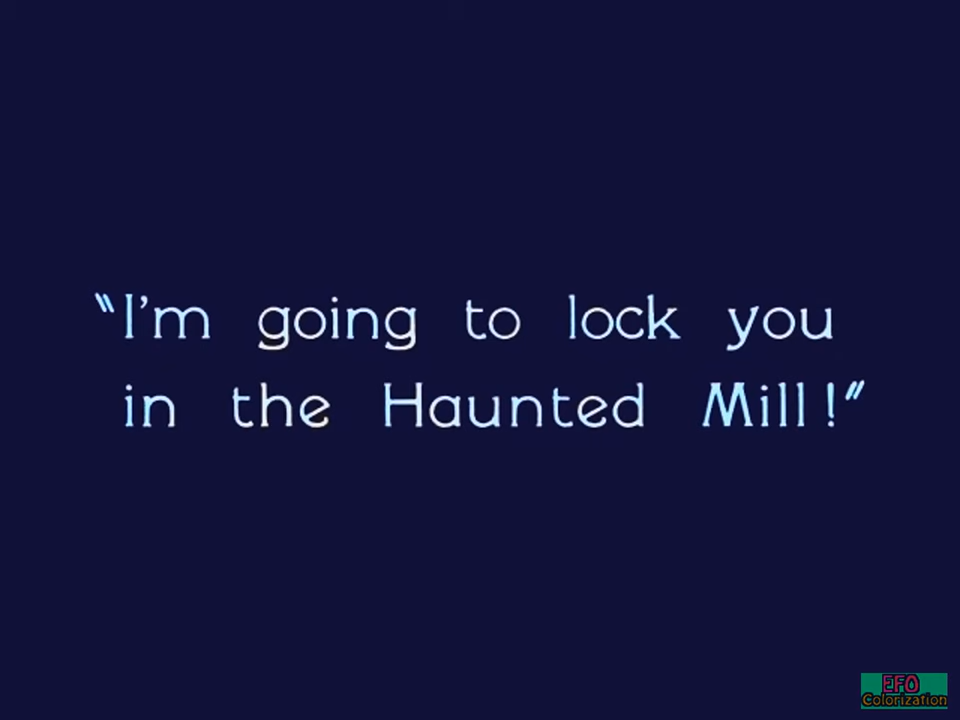 “I'm going to lock you
in the Haunted Mill!”
EFO
Colorization